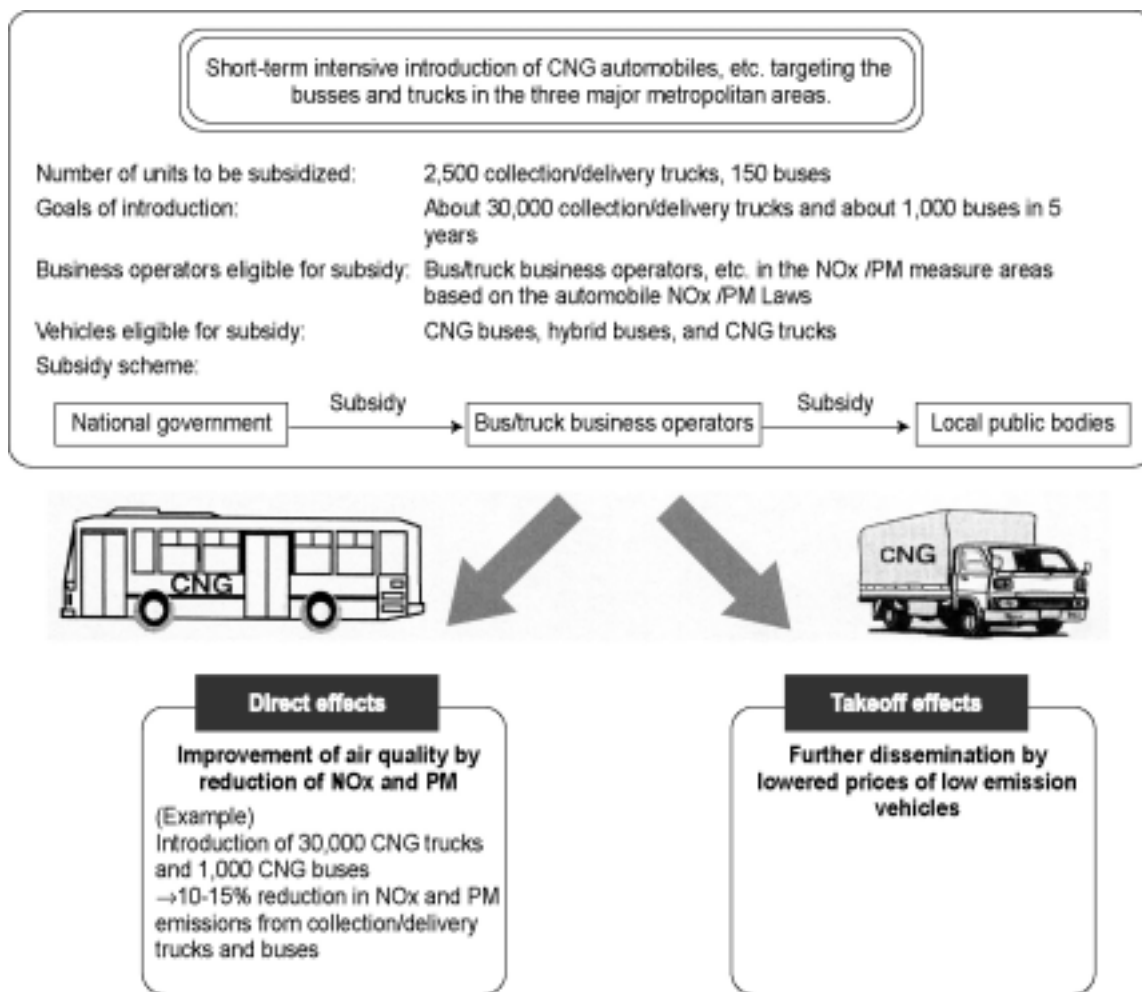 Short-term intensive introduction of CNG automobiles, etc. targeting the
busses and trucks in the three major metropolitan areas.
Number of units to be subsidized: 2,500 collection/delivery trucks, 150 buses
Goals of introduction: About 30,000 collection/delivery trucks and about 1,000 buses in 5
years
Business operators eligible for subsidy: Bus/truck business operators, etc. in the NOx /PM measure areas
based on the automobile NOx /PM Laws
Vehicles eligible for subsidy: CNG buses, hybrid buses, and CNG trucks
Subsidy scheme:
National government Subsidy Bus/truck business operators Subsidy Local public bodies
CNG
CNG
Direct effects
Improvement of air quality by
reduction of NOx and PM
(Example)
Introduction of 30,000 CNG trucks
and 1,000 CNG buses
→10-15% reduction in NOx and PM
emissions from collection/delivery
trucks and buses
Takeoff effects
Further dissemination by
lowered prices of low emission
vehicles